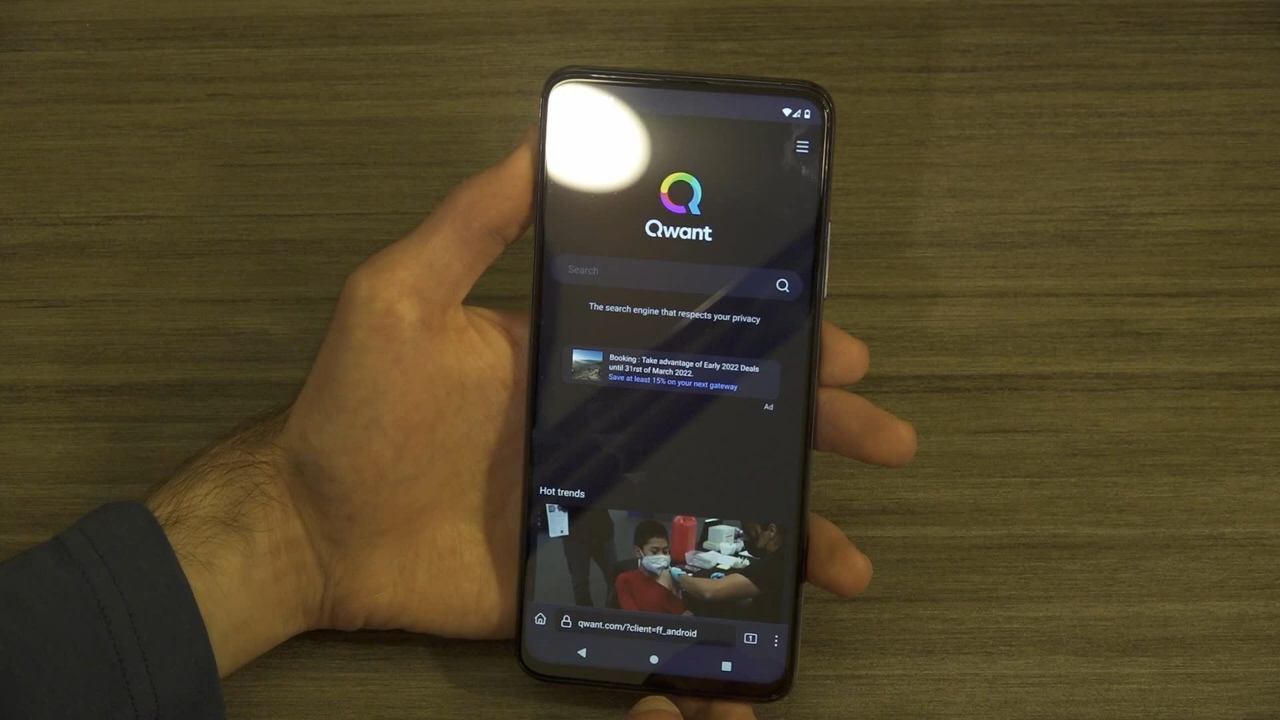 Qwant
Search
The search engine that respects your privacy
Booking : Take advantage of Early 2022 Deals
until 31rst of March 2022.
Save at least 15% on your next gateway
Ad
Hot trends
qwant.com/?client=ff_android
1